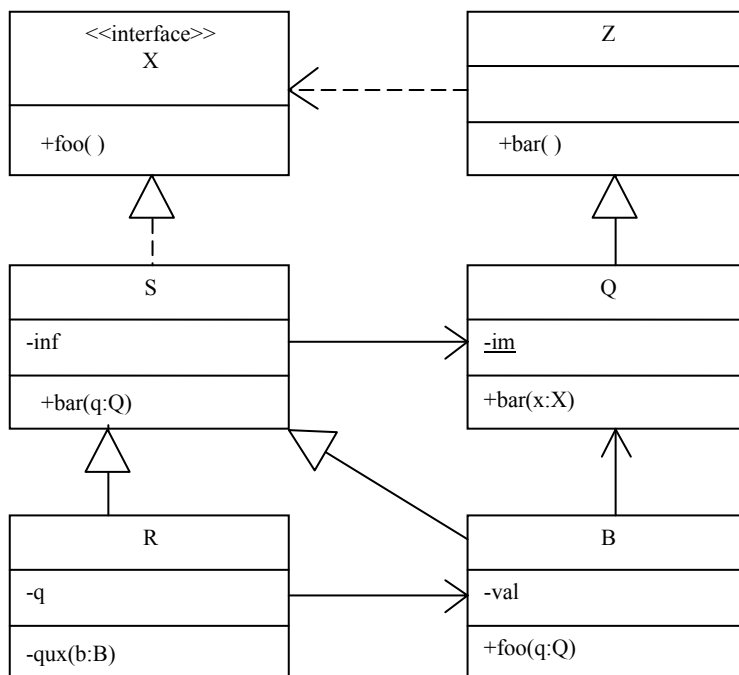 <<interface>>
X
+foo( )
Z
+bar( )
S
-inf
+bar(q:Q)
Q
-im
+bar(x:X)
R
-q
-qux(b:B)
B
-val
+foo(q:Q)